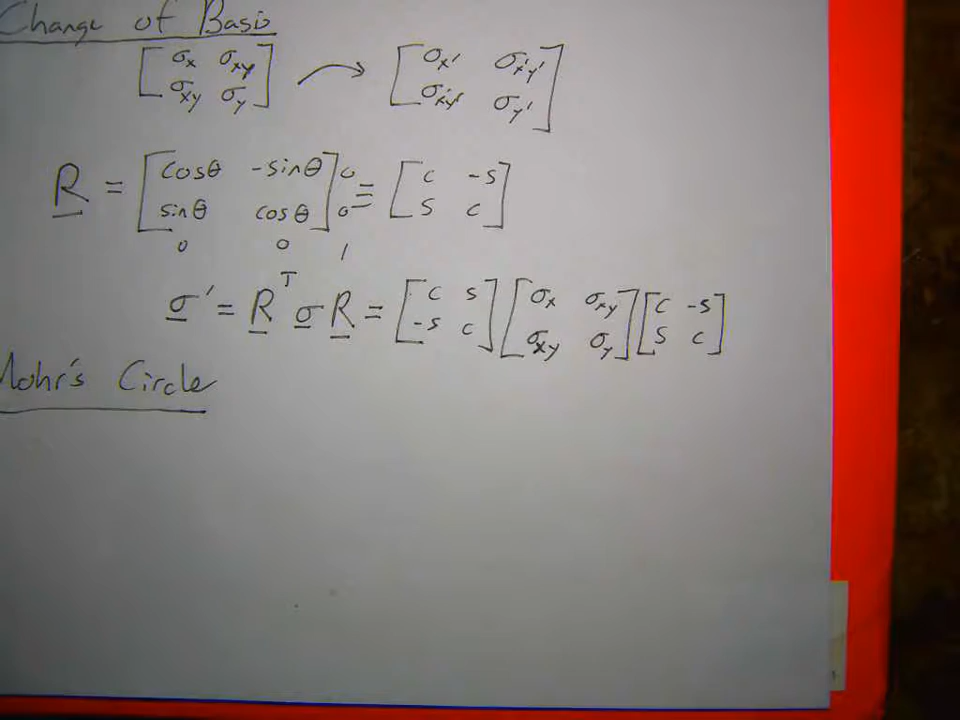 Change of Basis
[σx σxy] → [σx' σx'y']
[σxy σy] [σx'y' σy']
R = [cosθ -sinθ] 0 = [c -s]
[sinθ cosθ] 0 [s c]
0 0 1
σ' = R^T σ R = [c s] [σx σxy] [c -s]
[-s c] [σxy σy] [s c]
Mohr's Circle